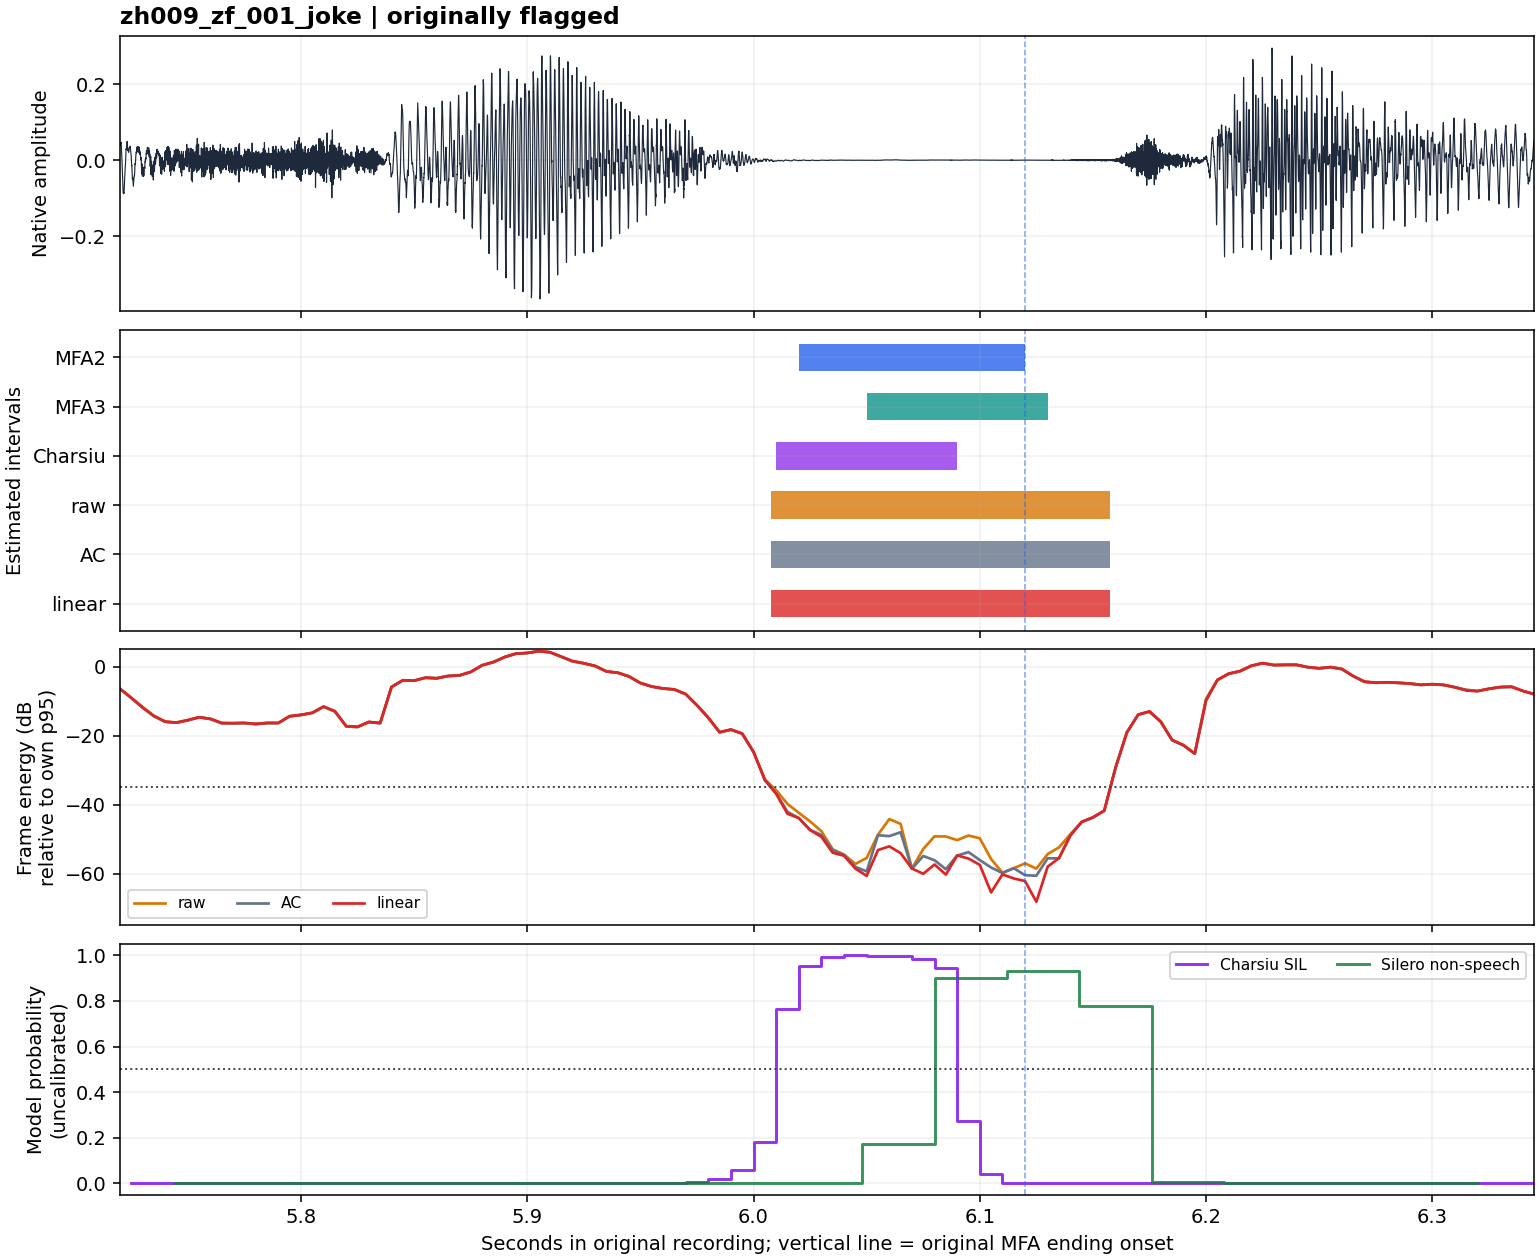 zh009_zf_001_joke | originally flagged
Native amplitude
0.2
0.0
−0.2
Estimated intervals
MFA2
MFA3
Charsiu
raw
AC
linear
Frame energy (dB
relative to own p95)
0
−20
−40
−60
raw
AC
linear
Model probability
(uncalibrated)
1.0
0.8
0.6
0.4
0.2
0.0
Charsiu SIL
Silero non-speech
5.8
5.9
6.0
6.1
6.2
6.3
Seconds in original recording; vertical line = original MFA ending onset